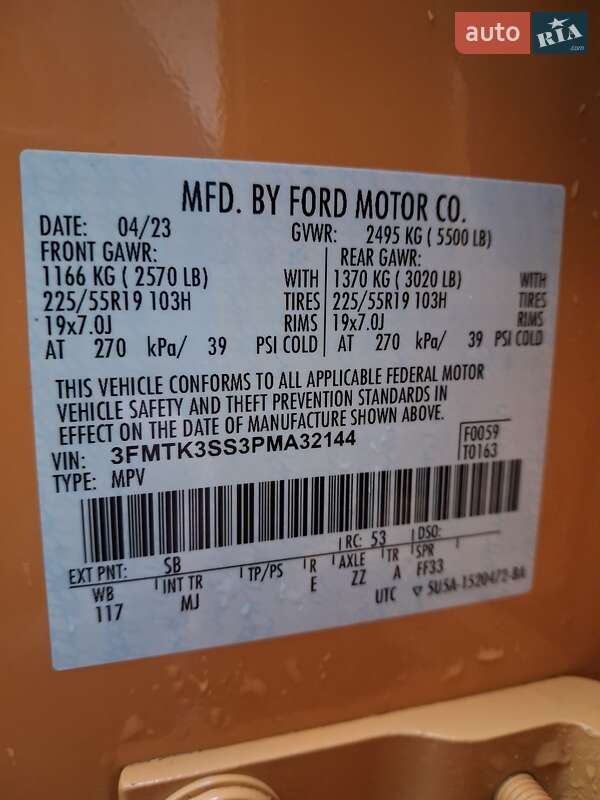 auto RIA.com
MFD. BY FORD MOTOR CO.
DATE: 04/23 GVWR: 2495 KG ( 5500 LB)
FRONT GAWR: REAR GAWR:
1166 KG ( 2570 LB) WITH 1370 KG ( 3020 LB) WITH
225/55R19 103H TIRES 225/55R19 103H TIRES
19x7.0J RIMS 19x7.0J RIMS
AT 270 kPa/ 39 PSI COLD AT 270 kPa/ 39 PSI COLD
THIS VEHICLE CONFORMS TO ALL APPLICABLE FEDERAL MOTOR
VEHICLE SAFETY AND THEFT PREVENTION STANDARDS IN
EFFECT ON THE DATE OF MANUFACTURE SHOWN ABOVE.
VIN: 3FMTK3SS3PMA32144 F0059
TYPE: MPV T0163
EXT PNT: SB RC: 53 DSO:
WB INT TR TP/PS R AXLE TR SPR
117 MJ E ZZ A FF33
UTC ▽ SU5A-1520472-BA